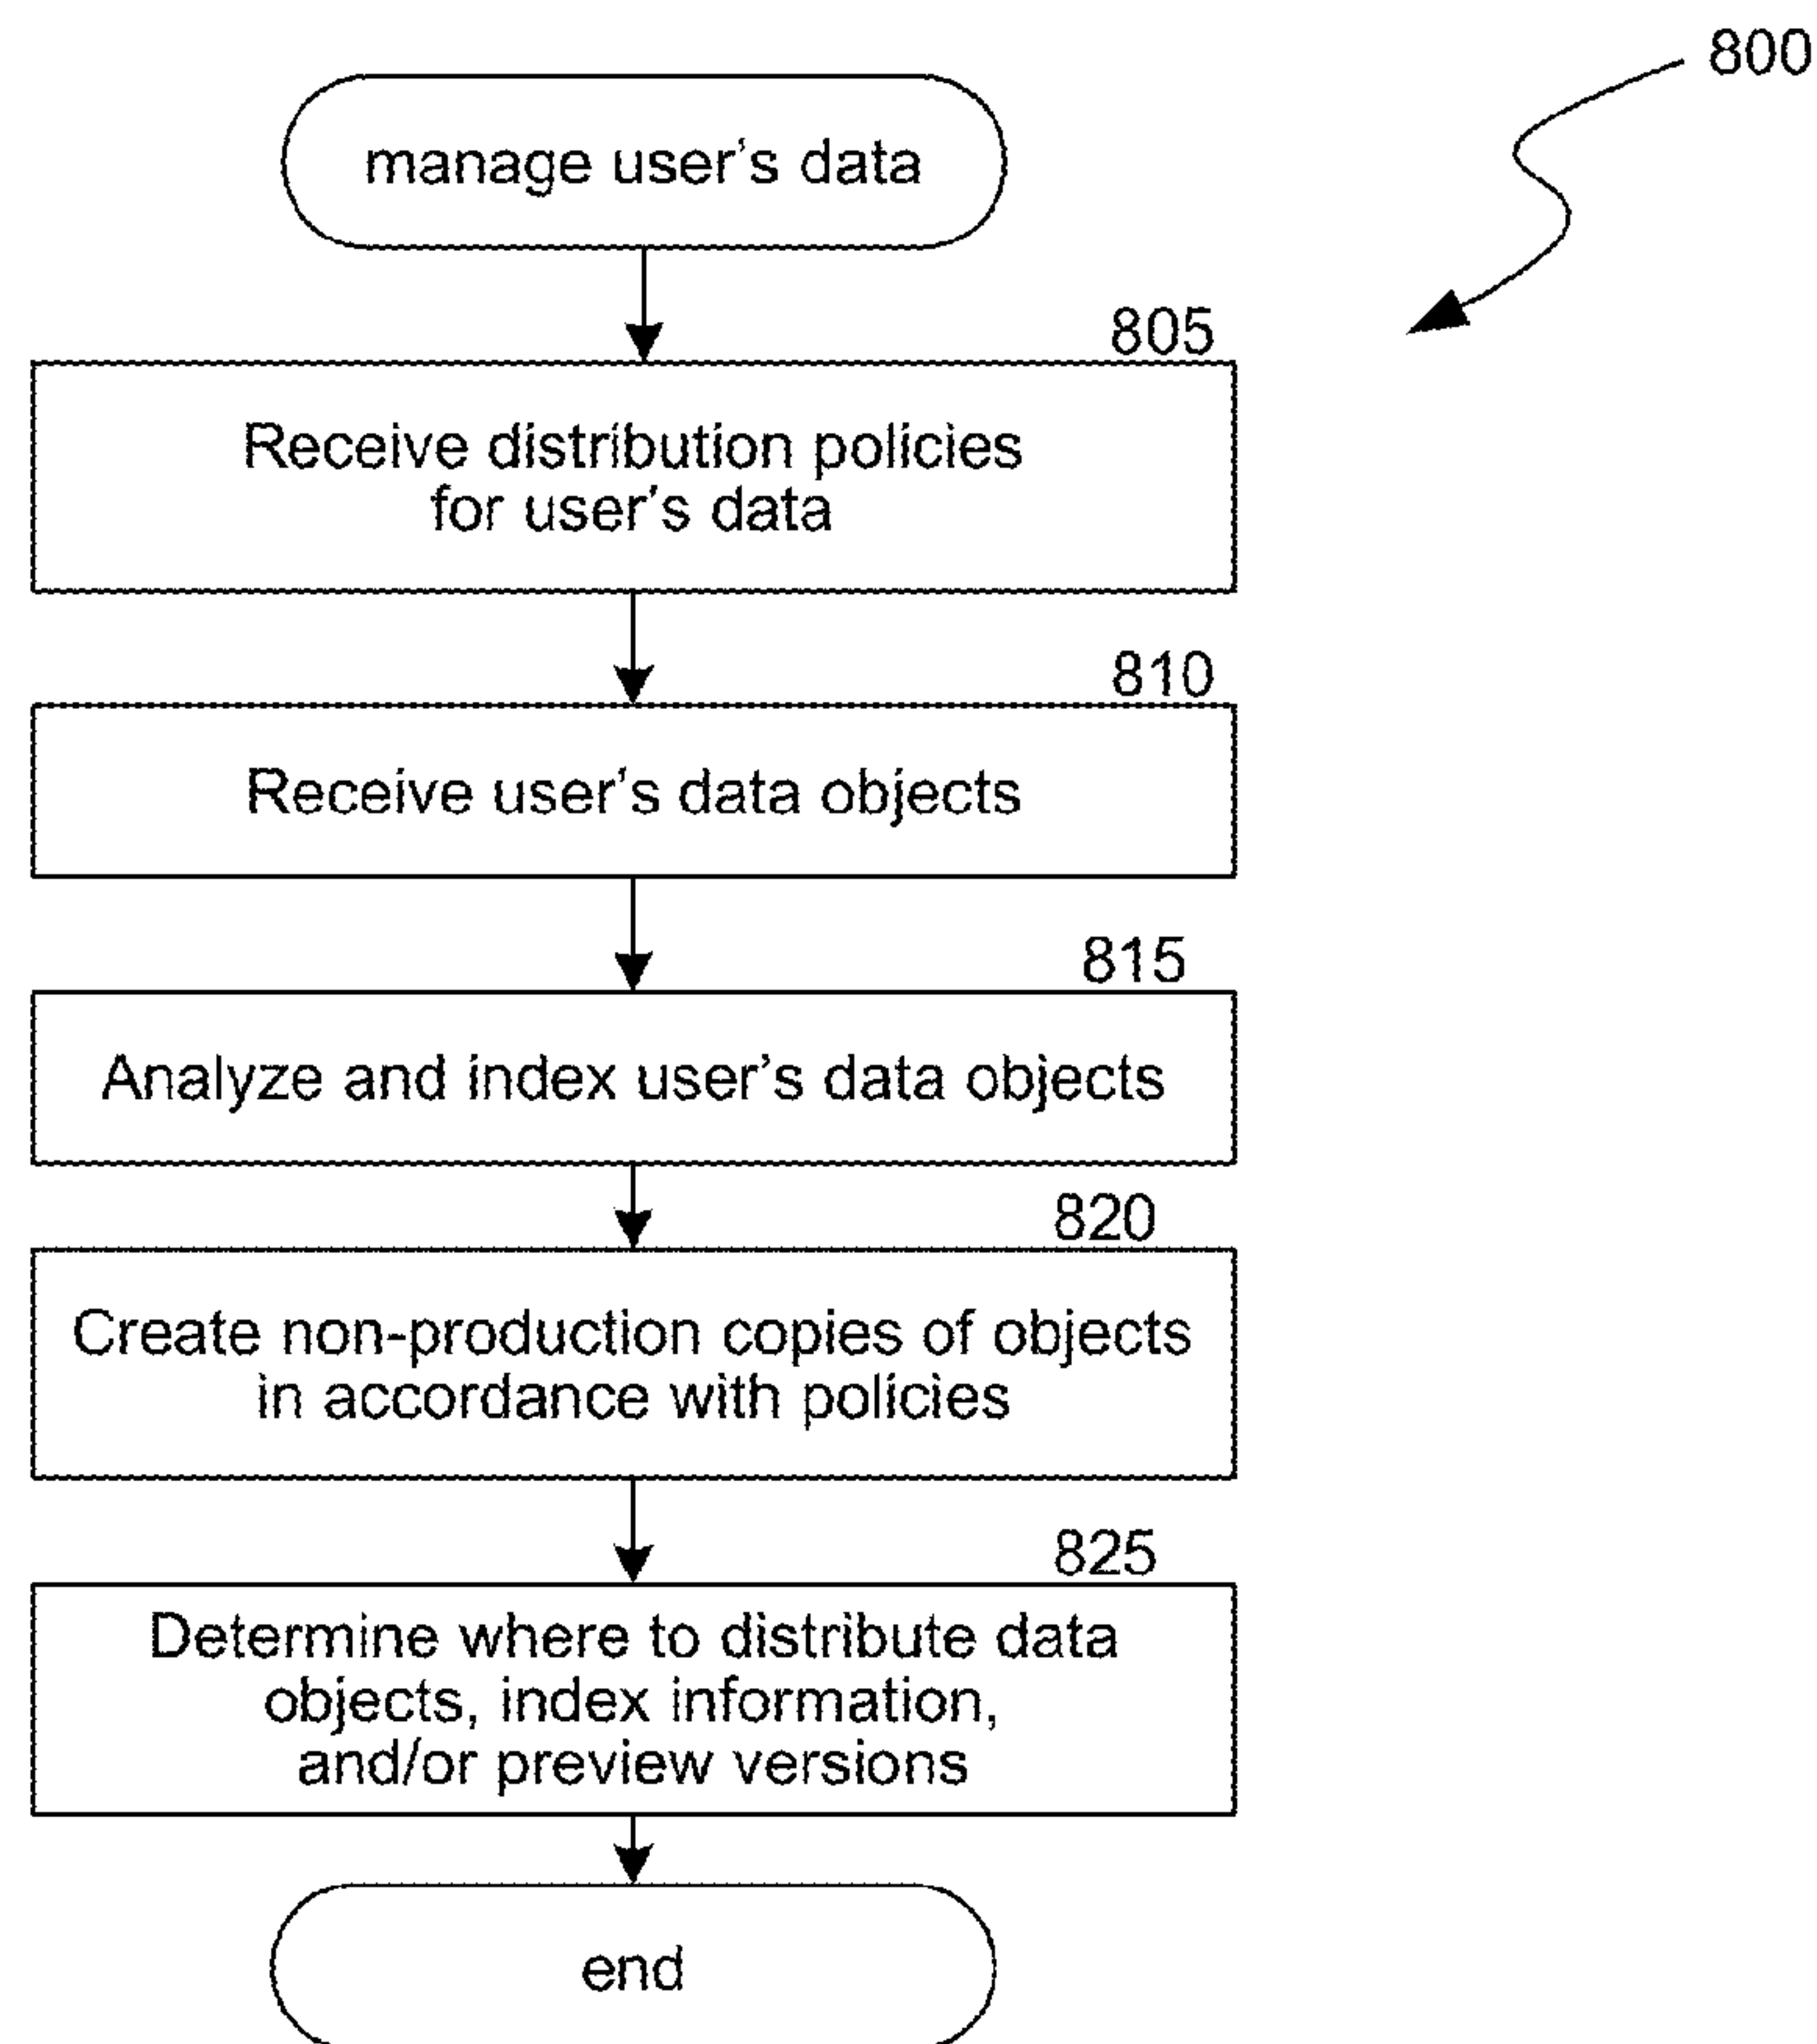 800
manage user's data
805
Receive distribution policies
for user's data
810
Receive user's data objects
815
Analyze and index user's data objects
820
Create non-production copies of objects
in accordance with policies
825
Determine where to distribute data
objects, index information,
and/or preview versions
end